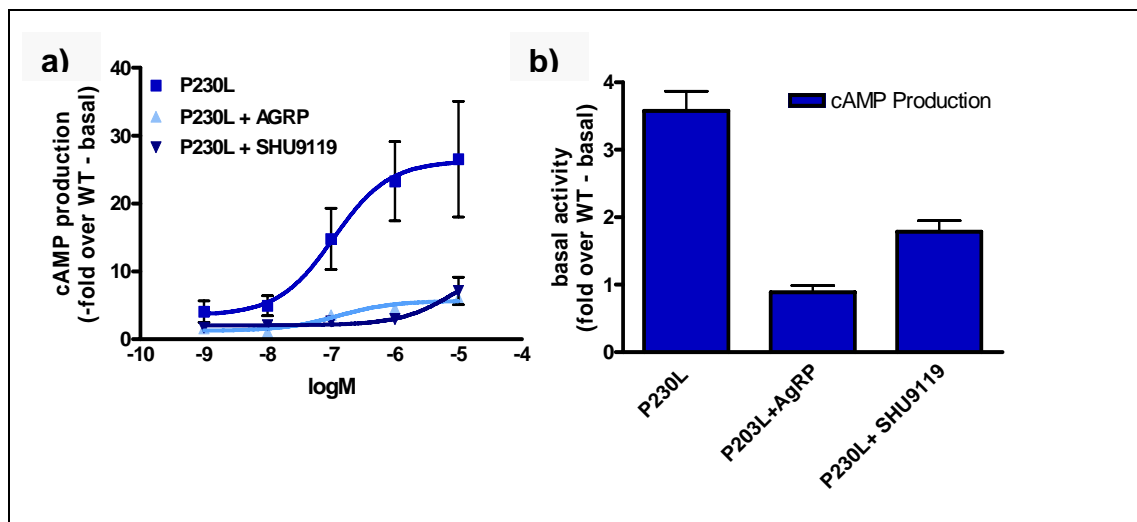 a)
40
30
20
10
0
cAMP production
(-fold over WT - basal)
P230L
P230L + AGRP
P230L + SHU9119
-10 -9 -8 -7 -6 -5 -4
logM
b)
4
3
2
1
0
basal activity
(fold over WT - basal)
cAMP Production
P230L
P203L+AgRP
P230L+ SHU9119